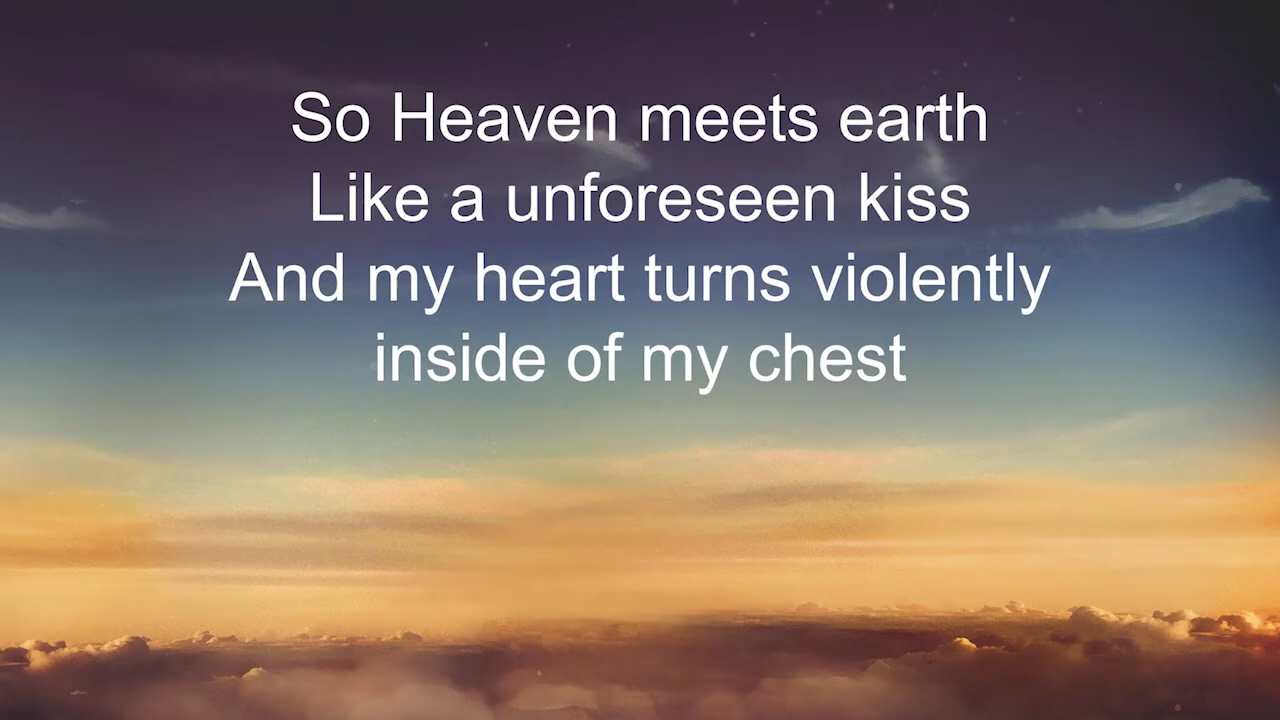 So Heaven meets earth
Like a unforeseen kiss
And my heart turns violently
inside of my chest